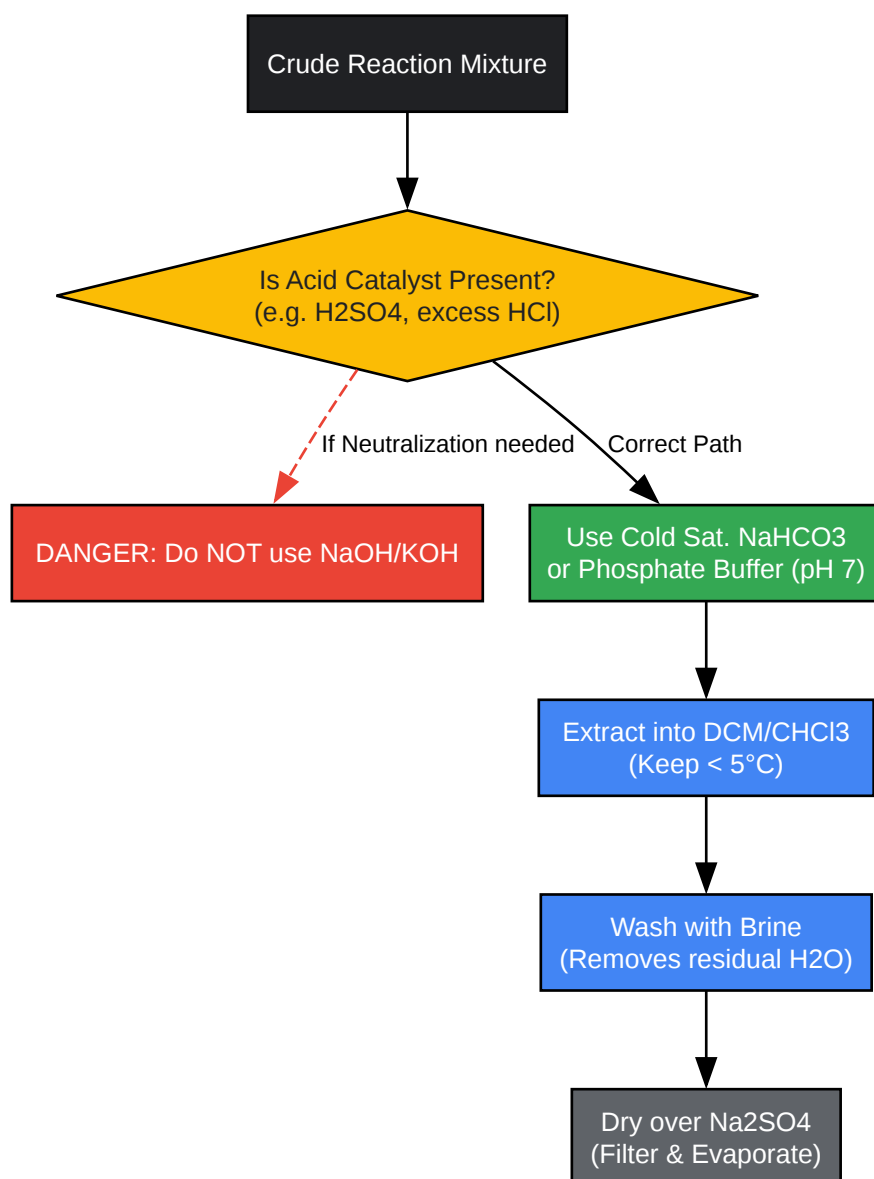 Crude Reaction Mixture
Is Acid Catalyst Present?
(e.g. H2SO4, excess HCl)
If Neutralization needed
Correct Path
DANGER: Do NOT use NaOH/KOH
Use Cold Sat. NaHCO3
or Phosphate Buffer (pH 7)
Extract into DCM/CHCl3
(Keep < 5°C)
Wash with Brine
(Removes residual H2O)
Dry over Na2SO4
(Filter & Evaporate)